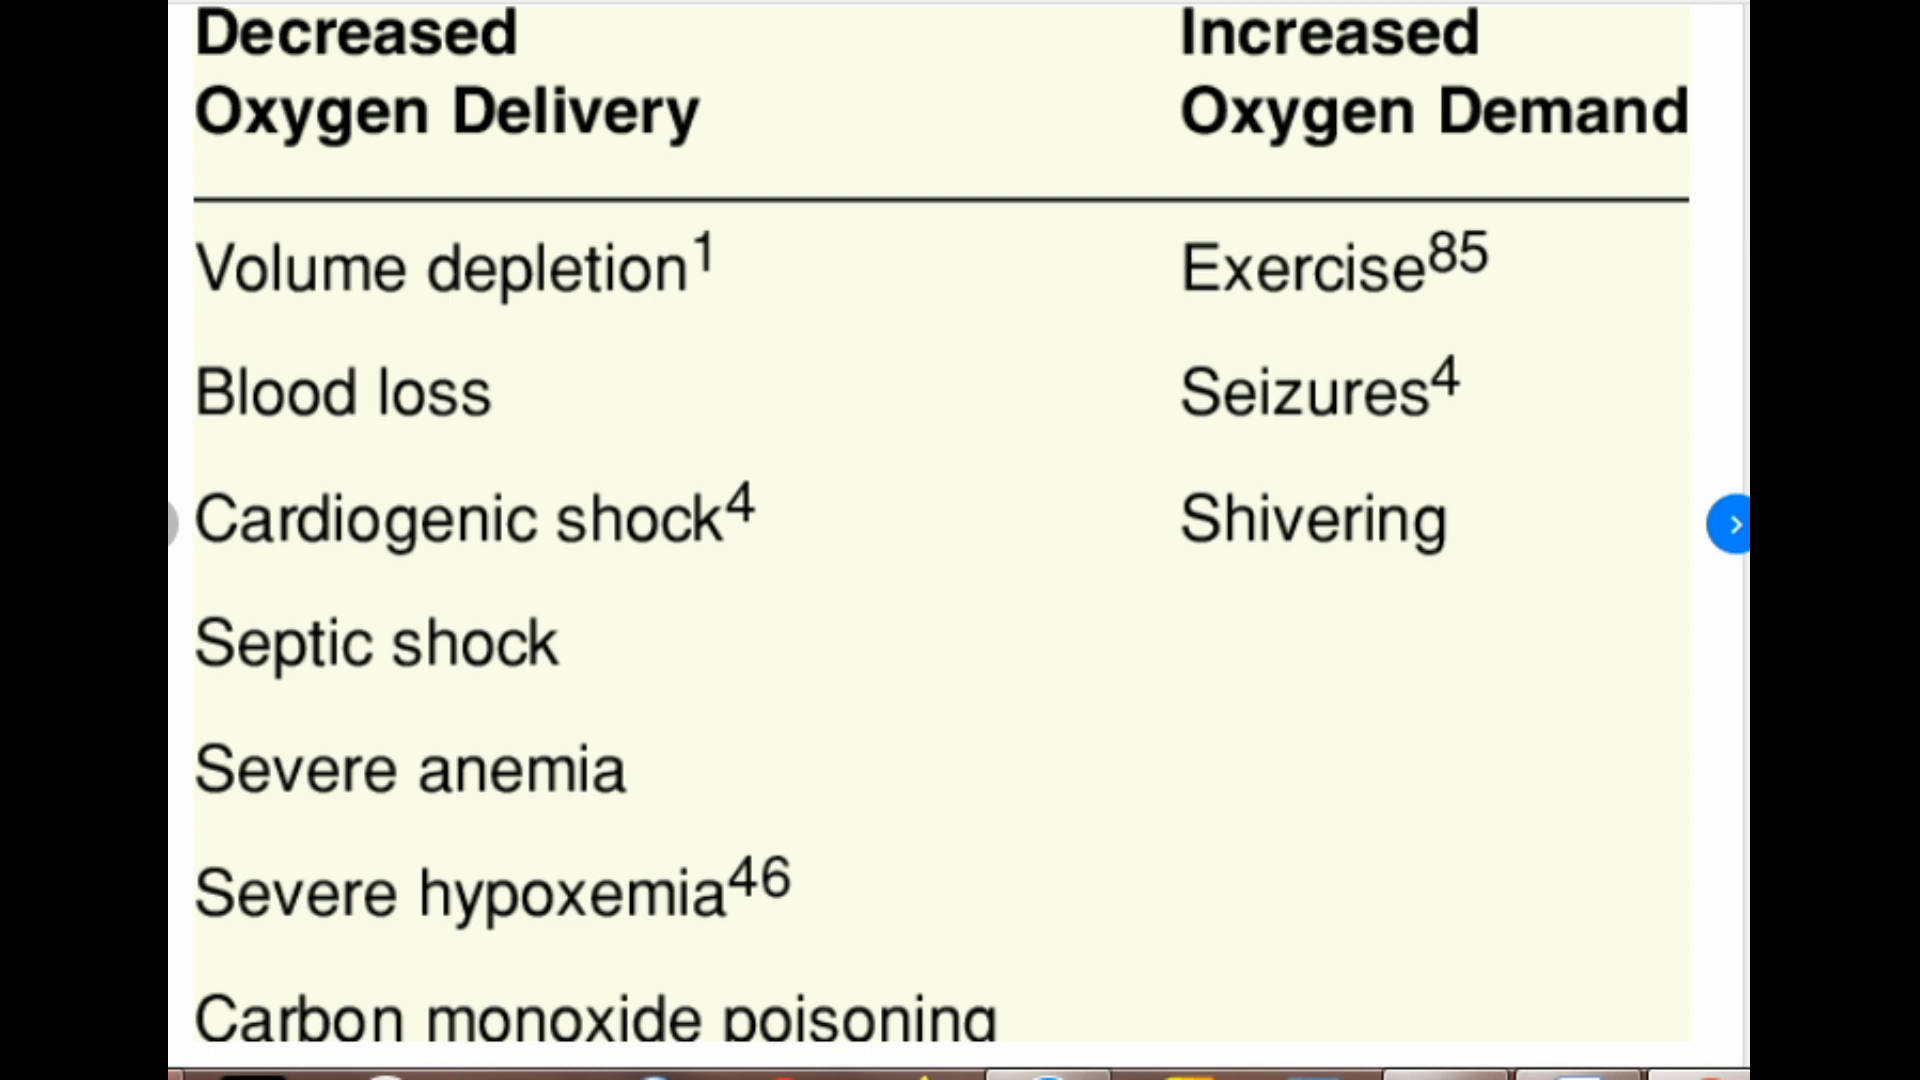 Decreased
Oxygen Delivery
Increased
Oxygen Demand
Volume depletion1
Exercise85
Blood loss
Seizures4
Cardiogenic shock4
Shivering
Septic shock
Severe anemia
Severe hypoxemia46
Carbon monoxide poisoning